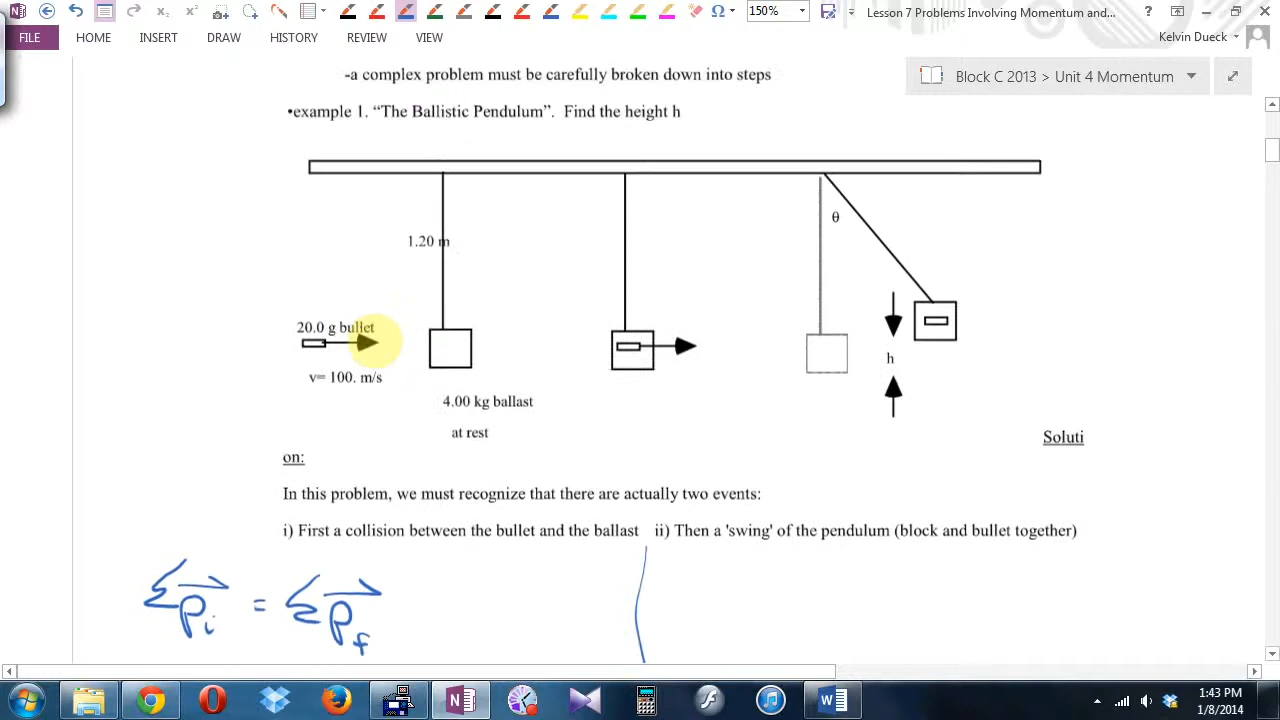 150%
Lesson 7 Problems Involving Momentum and...
?
FILE
HOME
INSERT
DRAW
HISTORY
REVIEW
VIEW
Kelvin Dueck
Block C 2013 > Unit 4 Momentum
-a complex problem must be carefully broken down into steps
•example 1. “The Ballistic Pendulum”.  Find the height h
θ
1.20 m
20.0 g bullet
v= 100. m/s
h
4.00 kg ballast
at rest
Soluti
on:
In this problem, we must recognize that there are actually two events:
i) First a collision between the bullet and the ballast   ii) Then a 'swing' of the pendulum (block and bullet together)
Σp⃗i = Σp⃗f
1:43 PM
1/8/2014